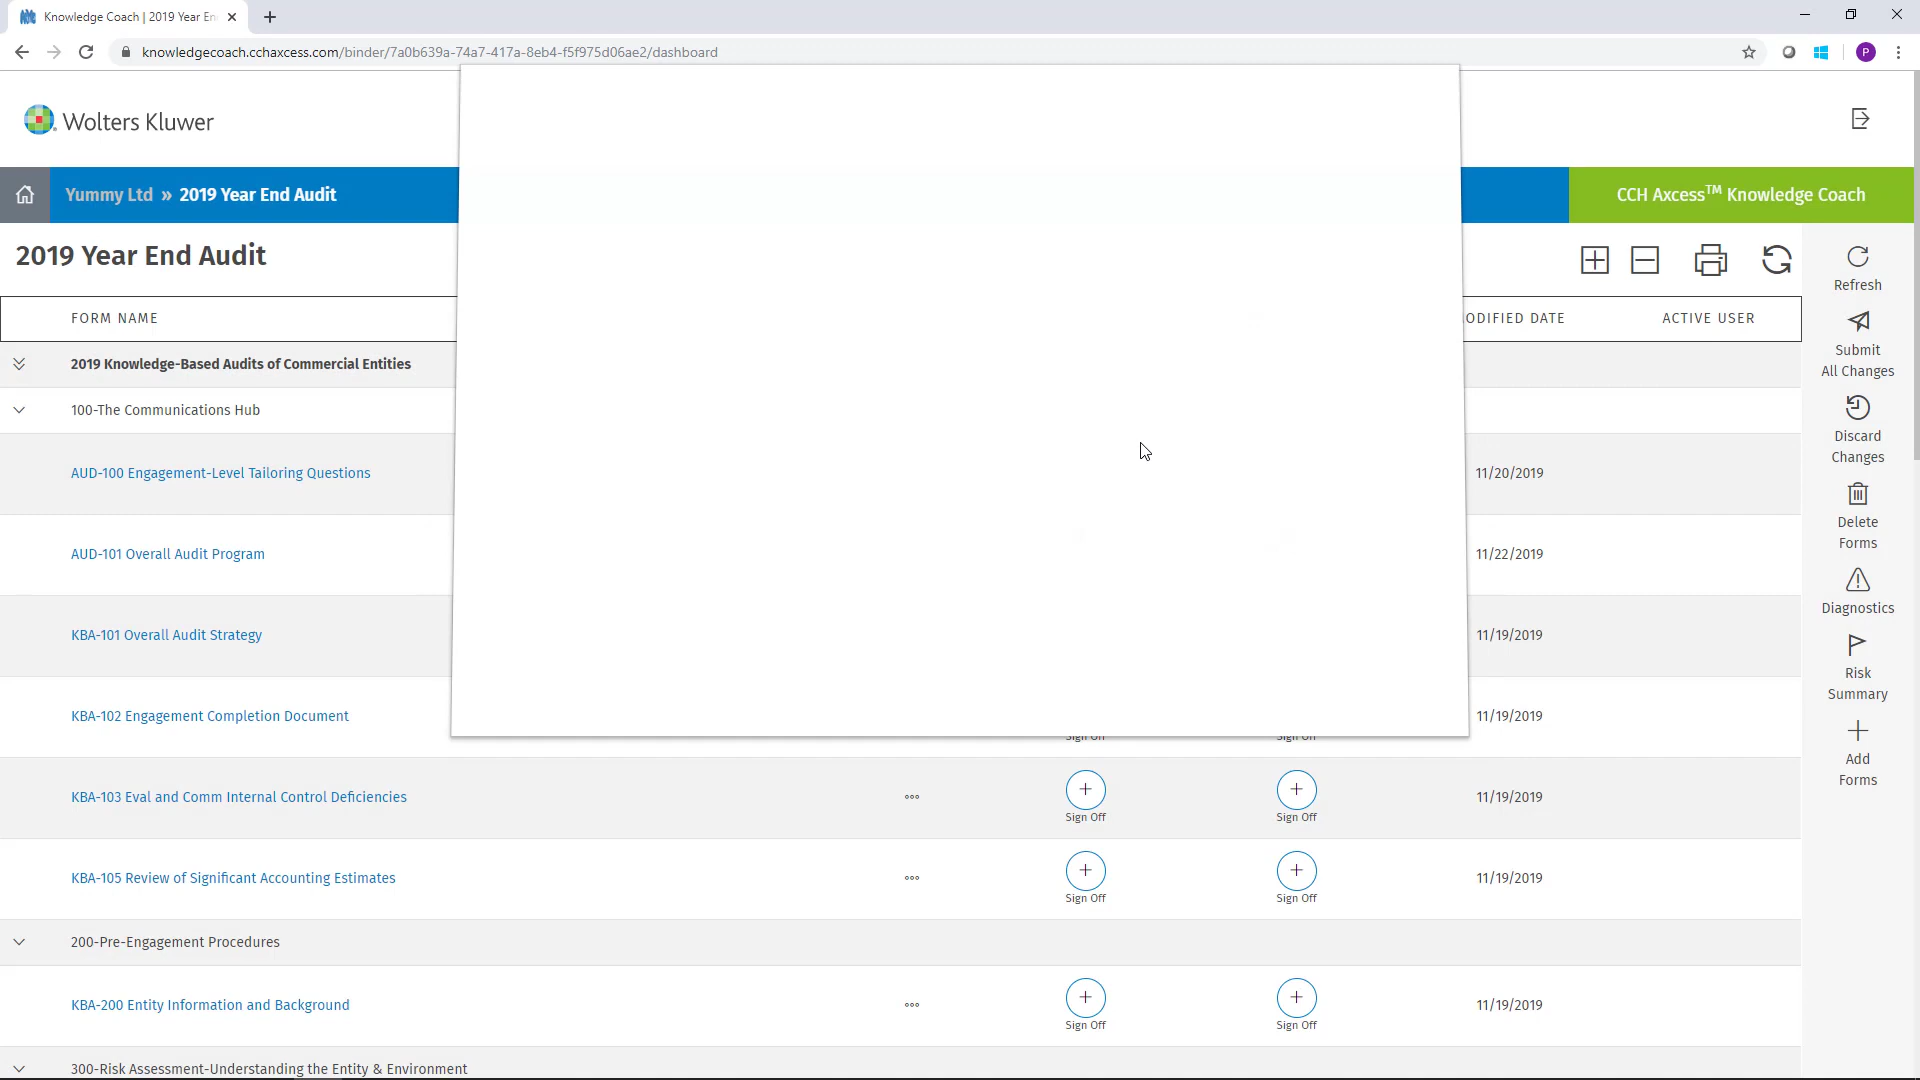 Knowledge Coach | 2019 Year En
knowledgecoach.cchaxcess.com/binder/7a0b639a-74a7-417a-8eb4-f5f975d06ae2/dashboard
P
Wolters Kluwer
Yummy Ltd » 2019 Year End Audit
CCH Axcess™ Knowledge Coach
2019 Year End Audit
Refresh
FORM NAME
ODIFIED DATE
ACTIVE USER
Submit
All Changes
2019 Knowledge-Based Audits of Commercial Entities
100-The Communications Hub
Discard
Changes
AUD-100 Engagement-Level Tailoring Questions
11/20/2019
Delete
Forms
AUD-101 Overall Audit Program
11/22/2019
Diagnostics
KBA-101 Overall Audit Strategy
11/19/2019
Risk
Summary
KBA-102 Engagement Completion Document
11/19/2019
Sign Off
Sign Off
Add
Forms
KBA-103 Eval and Comm Internal Control Deficiencies
11/19/2019
Sign Off
Sign Off
KBA-105 Review of Significant Accounting Estimates
11/19/2019
Sign Off
Sign Off
200-Pre-Engagement Procedures
KBA-200 Entity Information and Background
11/19/2019
Sign Off
Sign Off
300-Risk Assessment-Understanding the Entity & Environment